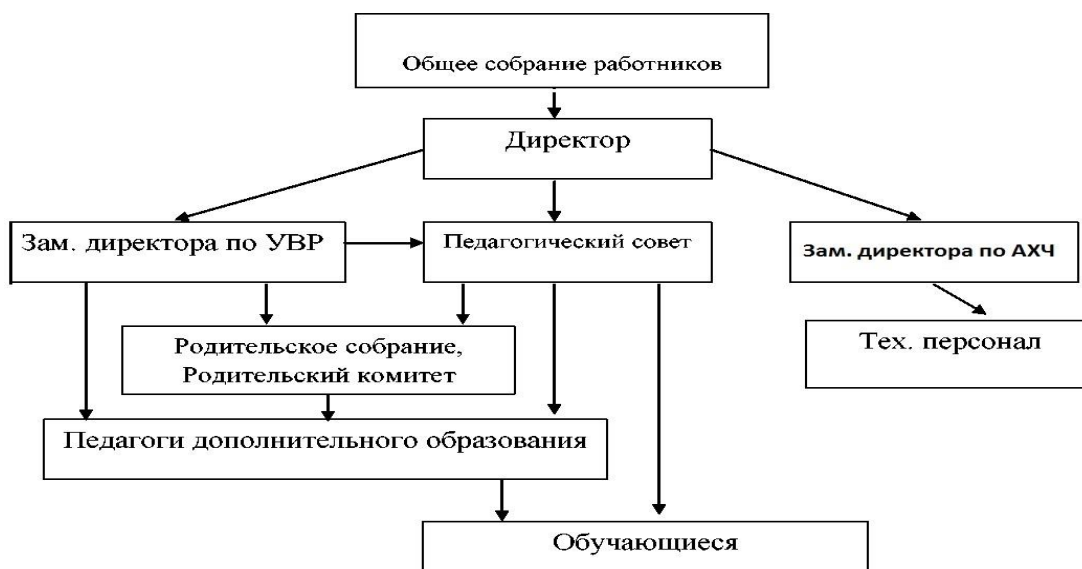 Общее собрание работников
Директор
Зам. директора по УВР
Педагогический совет
Зам. директора по АХЧ
Родительское собрание,
Родительский комитет
Тех. персонал
Педагоги дополнительного образования
Обучающиеся